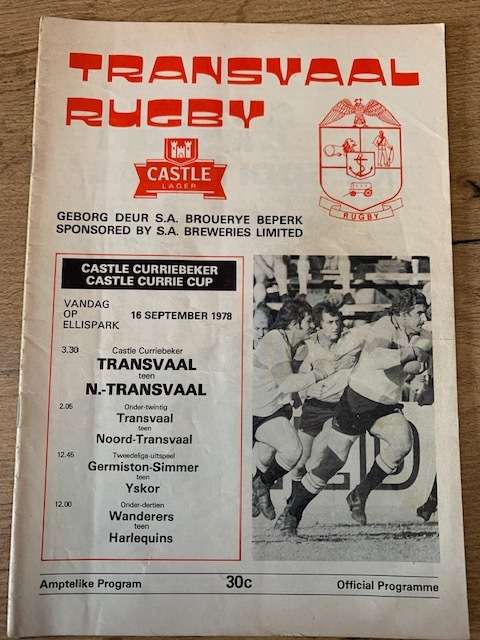 TRANSVAAL
RUGBY
CASTLE
LAGER
RUGBY
GEBORG DEUR S.A. BROUERYE BEPERK
SPONSORED BY S.A. BREWERIES LIMITED
CASTLE CURRIEBEKER
CASTLE CURRIE CUP
VANDAG
OP
ELLISPARK
16 SEPTEMBER 1978
3.30 Castle Curriebeker
TRANSVAAL
teen
N.-TRANSVAAL
2.05 Onder-twintig
Transvaal
teen
Noord-Transvaal
12.45 Tweedeliga-uitspeel
Germiston-Simmer
teen
Yskor
12.00 Onder-dertien
Wanderers
teen
Harlequins
Amptelike Program 30c Official Programme